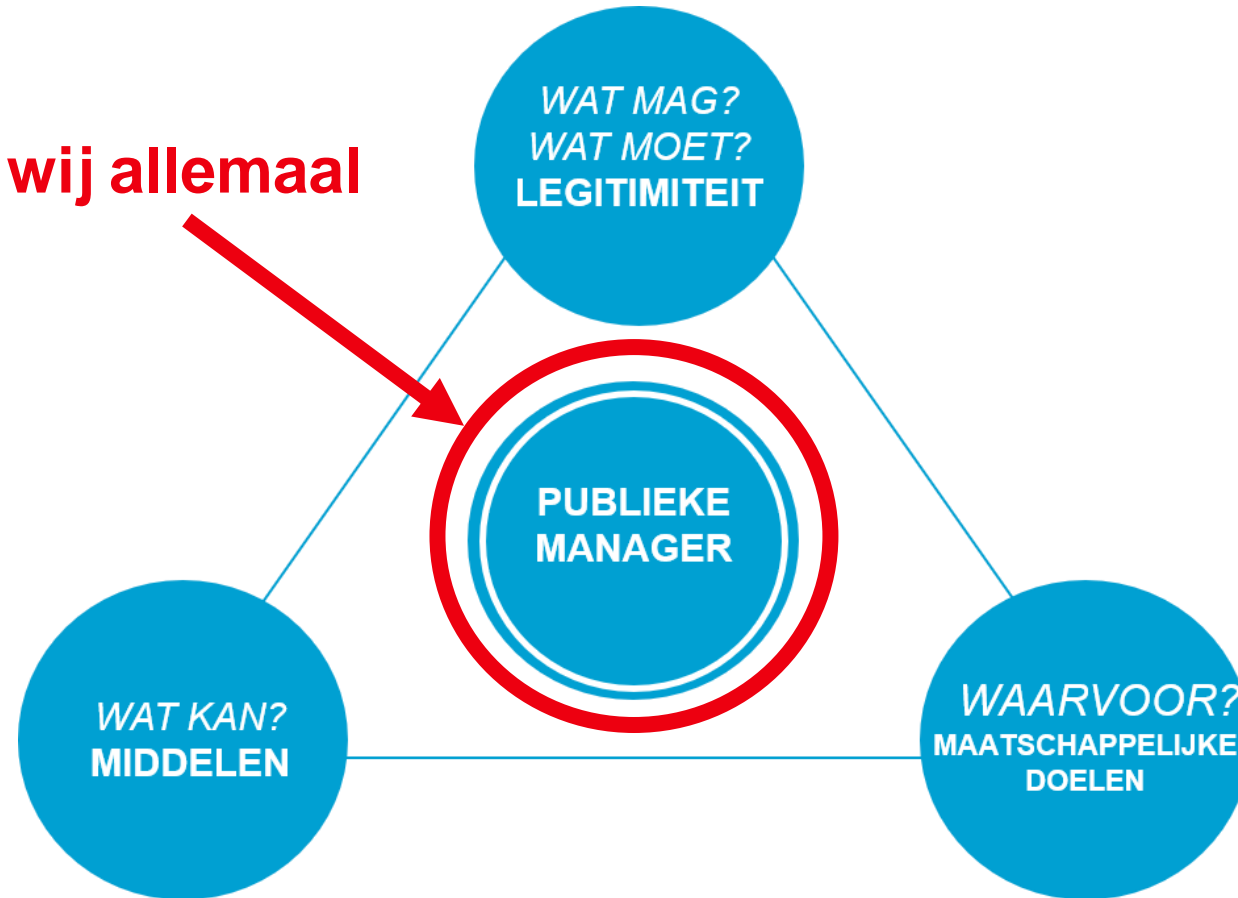 WAT MAG?
WAT MOET?
LEGITIMITEIT
wij allemaal
PUBLIEKE
MANAGER
WAT KAN?
MIDDELEN
WAARVOOR?
MAATSCHAPPELIJKE
DOELEN